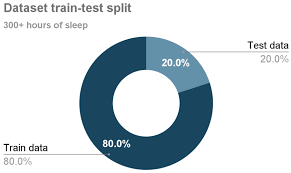 Dataset train-test split
300+ hours of sleep
Test data
20.0%
20.0%
80.0%
Train data
80.0%